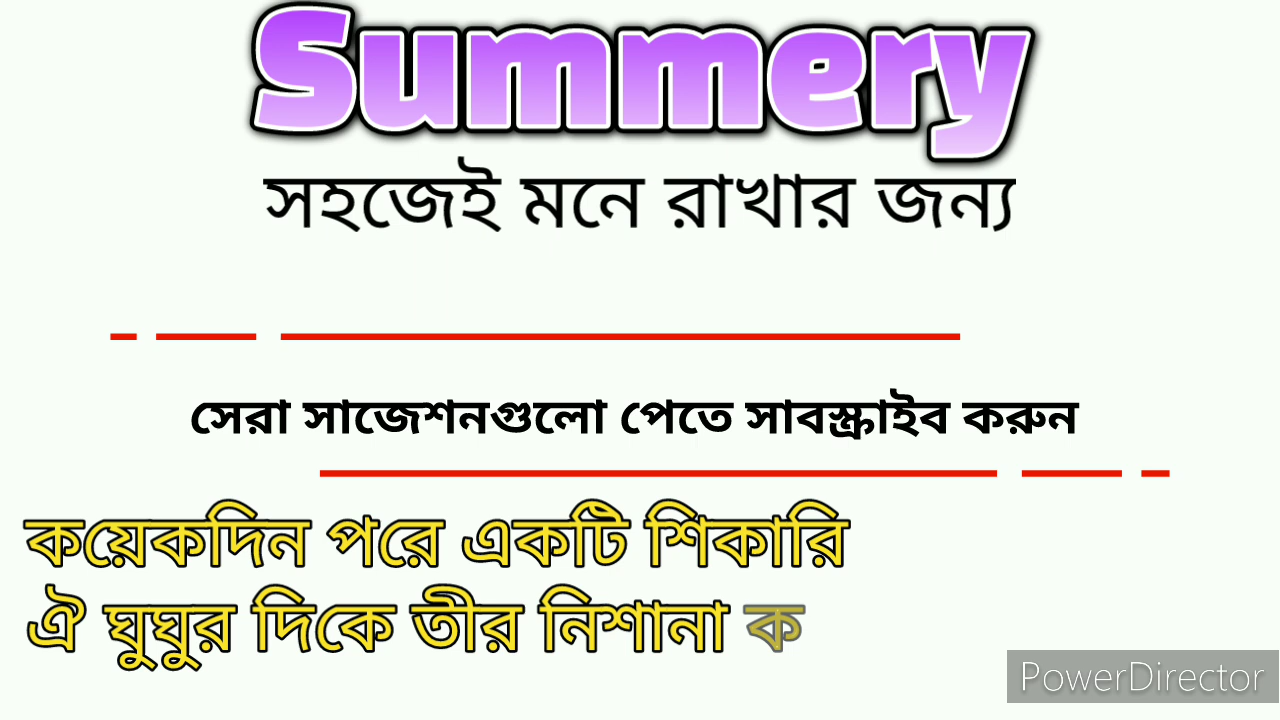 Summery
সহজেই মনে রাখার জন্য
সেরা সাজেশনগুলো পেতে সাবস্ক্রাইব করুন
কয়েকদিন পরে একটি শিকারি
ঐ ঘুঘুর দিকে তীর নিশানা ক
PowerDirector